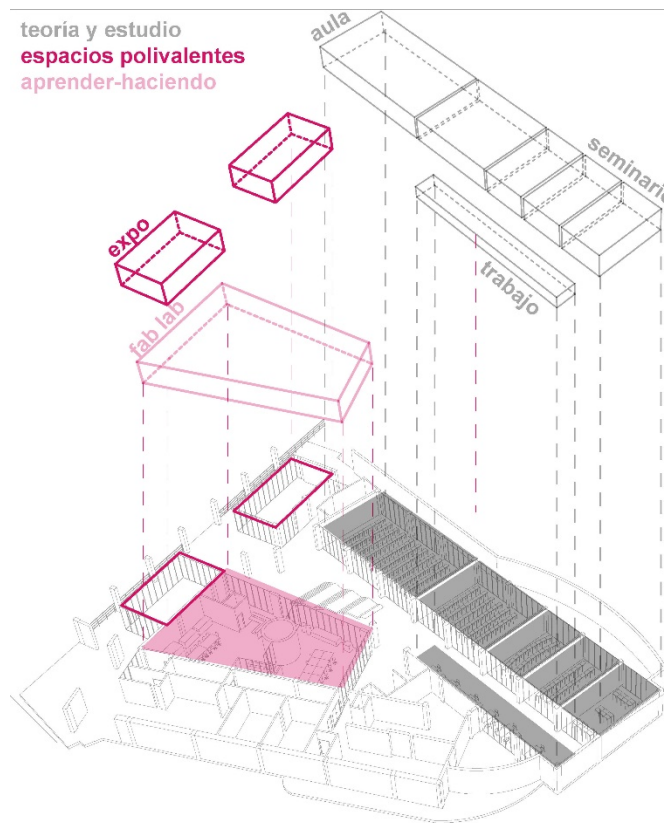 teoría y estudio
espacios polivalentes
aprender-haciendo
aula
seminario
expo
trabajo
fab lab